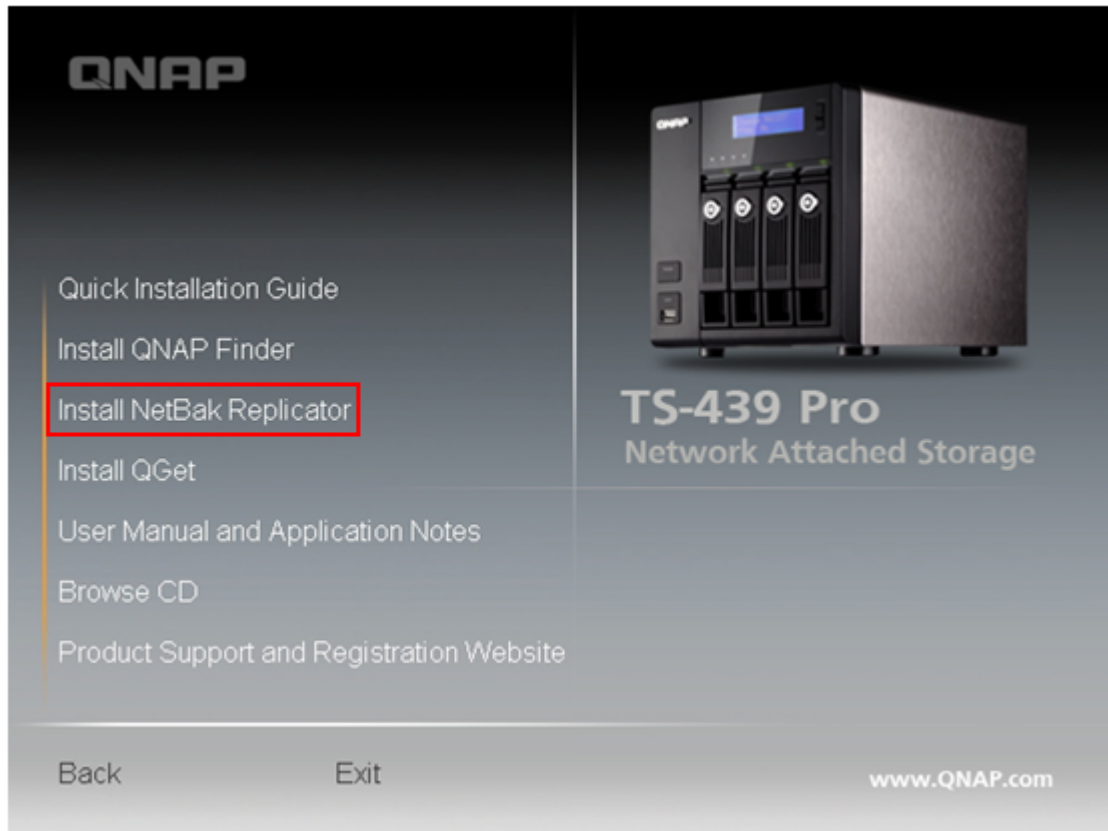 QNAP
QNAP
Quick Installation Guide
Install QNAP Finder
Install NetBak Replicator
Install QGet
User Manual and Application Notes
Browse CD
Product Support and Registration Website
TS-439 Pro
Network Attached Storage
Back
Exit
www.QNAP.com